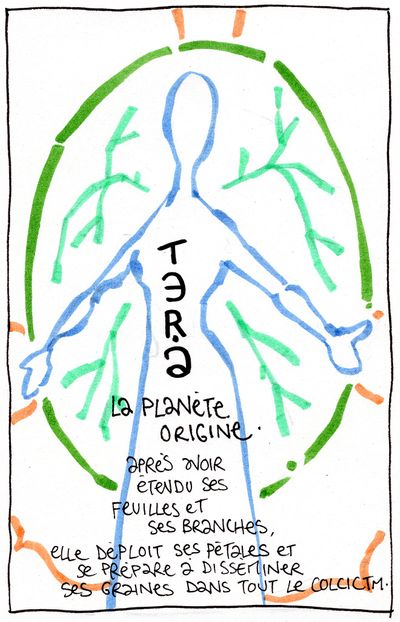 TERA
LA PLANÈTE
ORIGINE.
APRÈS AVOIR
ÉTENDU SES
FEUILLES ET
SES BRANCHES,
ELLE DÉPLOIT SES PÉTALES ET
SE PRÉPARE À DISSÉMINER
SES GRAINES DANS TOUT LE COLCICTM.